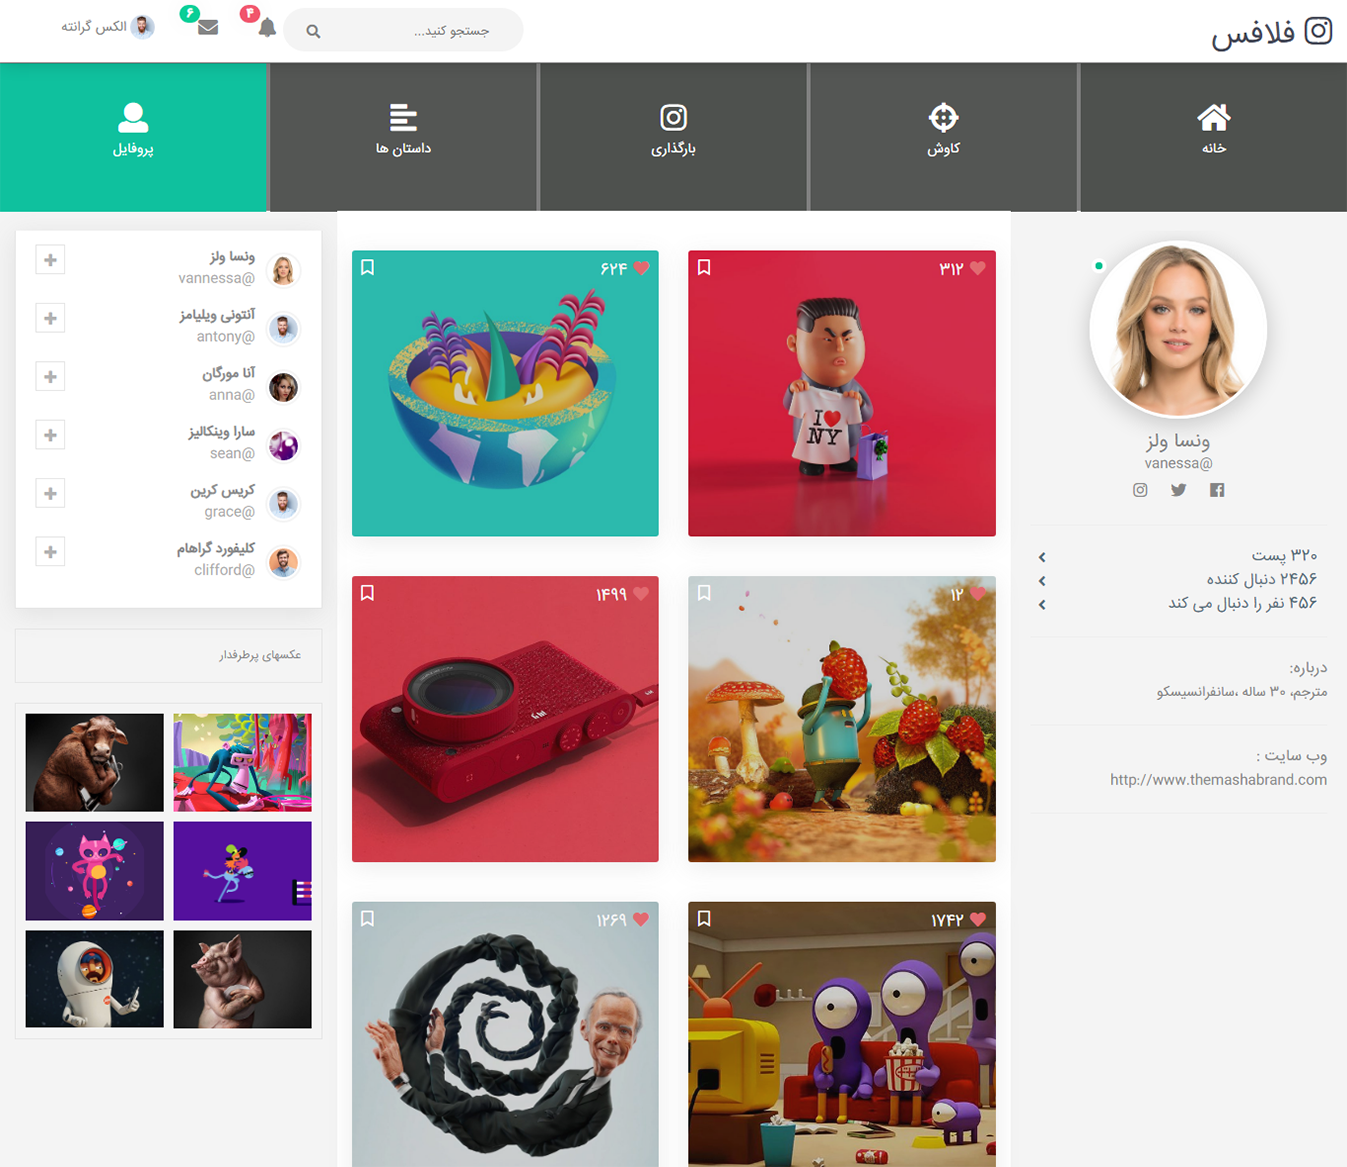 فلافس
جستجو کنید...
۴
۶
الکس گرانته
خانه
کاوش
بارگذاری
داستان ها
پروفایل
ونسا ولز
vanessa@
۳۲۰ پست
۲۴۵۶ دنبال کننده
۴۵۶ نفر را دنبال می کند
درباره:
مترجم، ۳۰ ساله ،سانفرانسیسکو
وب سایت :
http://www.themashabrand.com
۳۱۲
I ❤
NY
۶۲۴
۱۲
۱۴۹۹
۱۷۴۲
۱۲۶۹
ونسا ولز
vannessa@
آنتونی ویلیامز
antony@
آنا مورگان
anna@
سارا وینکالیز
sean@
کریس کرین
grace@
کلیفورد گراهام
clifford@
عکسهای پرطرفدار